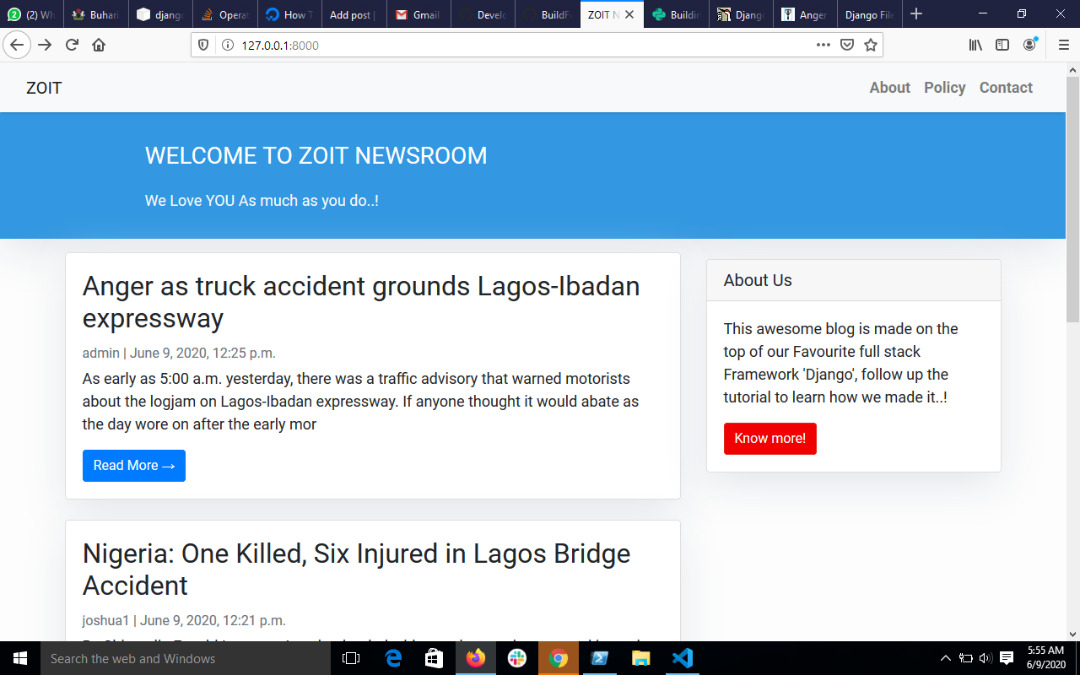 (2) Wh
Buhari
django
Operat
How T
Add post |
Gmail
Develo
BuildF
ZOIT N
Buildin
Djang
Anger
Django File
127.0.0.1:8000
ZOIT
About Policy Contact
WELCOME TO ZOIT NEWSROOM
We Love YOU As much as you do..!
Anger as truck accident grounds Lagos-Ibadan
expressway
admin | June 9, 2020, 12:25 p.m.
As early as 5:00 a.m. yesterday, there was a traffic advisory that warned motorists
about the logjam on Lagos-Ibadan expressway. If anyone thought it would abate as
the day wore on after the early mor
Read More →
About Us
This awesome blog is made on the
top of our Favourite full stack
Framework 'Django', follow up the
tutorial to learn how we made it..!
Know more!
Nigeria: One Killed, Six Injured in Lagos Bridge
Accident
joshua1 | June 9, 2020, 12:21 p.m.
Search the web and Windows
5:55 AM
6/9/2020